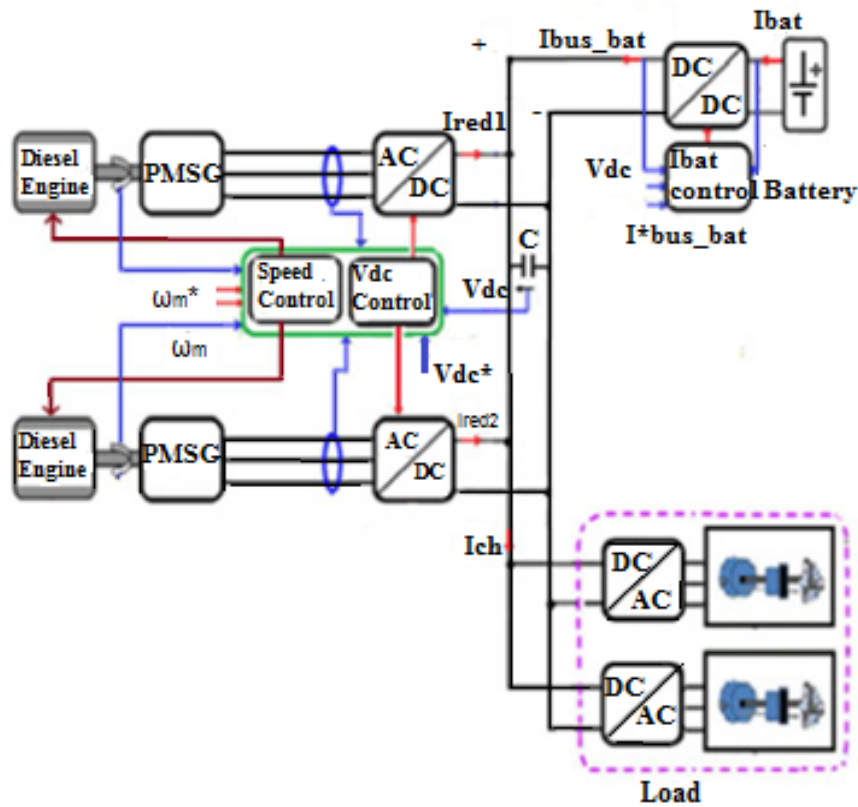 +
Ibus_bat
Ibat
DC
DC
+
-
Ired1
Diesel
Engine
PMSG
AC
DC
Vdc
Ibat
control
Battery
I*bus_bat
C
Speed
Control
Vdc
Control
Vdc
ωm*
ωm
Vdc*
Ired2
Diesel
Engine
PMSG
AC
DC
Ich
DC
AC
DC
AC
Load